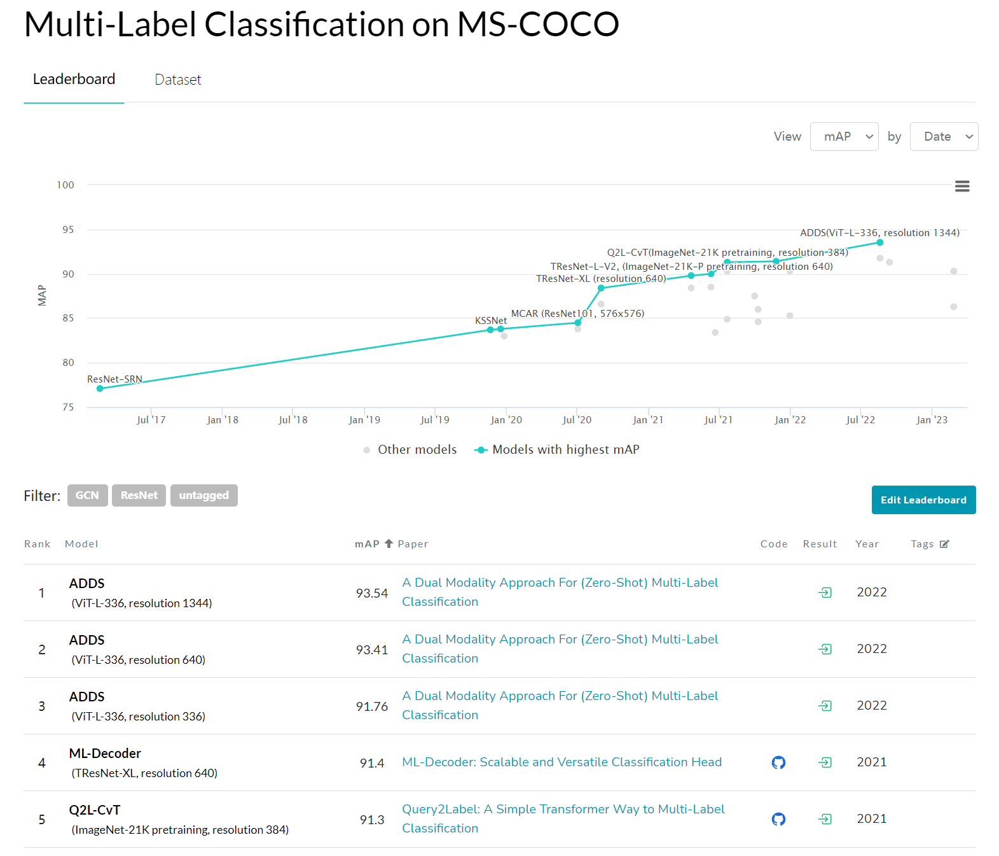 Multi-Label Classification on MS-COCO
Leaderboard Dataset
View mAP by Date
100
95
90
85
80
75
MAP
ADDS(ViT-L-336, resolution 1344)
Q2L-CvT(ImageNet-21K pretraining, resolution 384)
TResNet-L-V2, (ImageNet-21K-P pretraining, resolution 640)
TResNet-XL (resolution 640)
MCAR (ResNet101, 576x576)
KSSNet
ResNet-SRN
Jul '17 Jan '18 Jul '18 Jan '19 Jul '19 Jan '20 Jul '20 Jan '21 Jul '21 Jan '22 Jul '22 Jan '23
Other models Models with highest mAP
Filter: GCN ResNet untagged
Edit Leaderboard
Rank Model mAP Paper Code Result Year Tags
1 ADDS 93.54 A Dual Modality Approach For (Zero-Shot) Multi-Label 2022
(ViT-L-336, resolution 1344) Classification
2 ADDS 93.41 A Dual Modality Approach For (Zero-Shot) Multi-Label 2022
(ViT-L-336, resolution 640) Classification
3 ADDS 91.76 A Dual Modality Approach For (Zero-Shot) Multi-Label 2022
(ViT-L-336, resolution 336) Classification
4 ML-Decoder 91.4 ML-Decoder: Scalable and Versatile Classification Head 2021
(TResNet-XL, resolution 640)
5 Q2L-CvT 91.3 Query2Label: A Simple Transformer Way to Multi-Label 2021
(ImageNet-21K pretraining, resolution 384) Classification